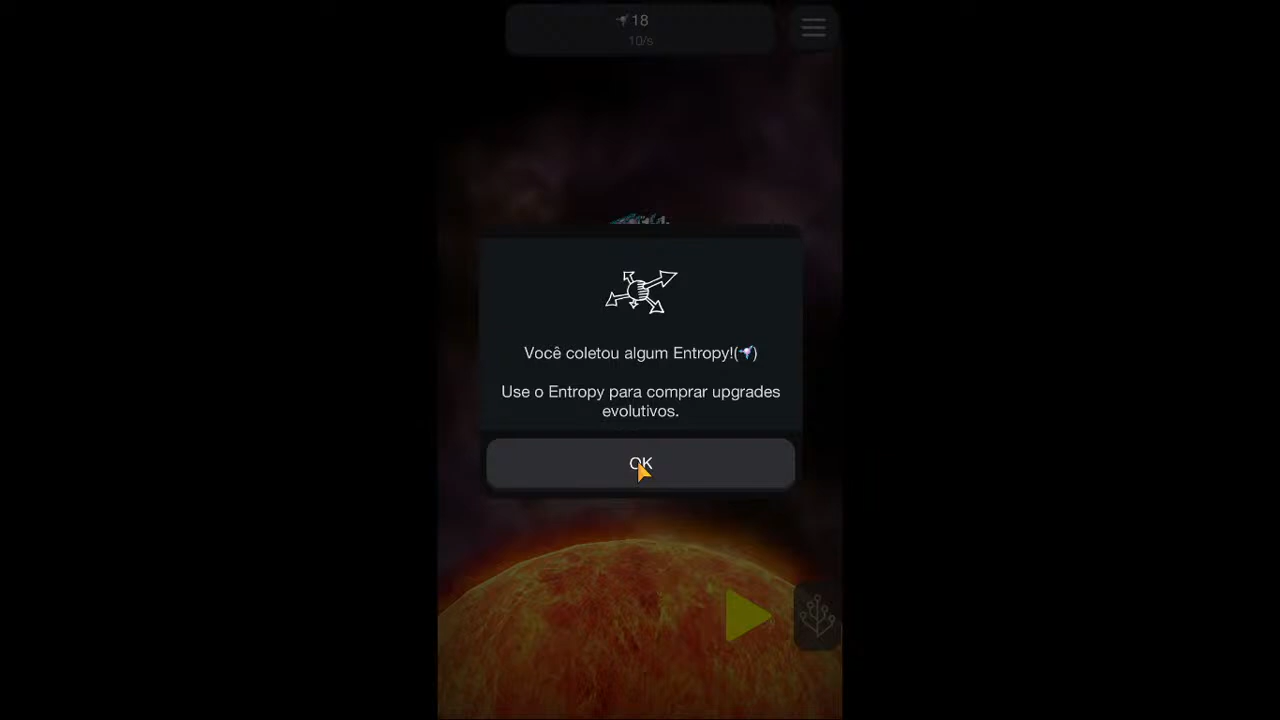 18
10/s
Você coletou algum Entropy!()
Use o Entropy para comprar upgrades
evolutivos.
OK